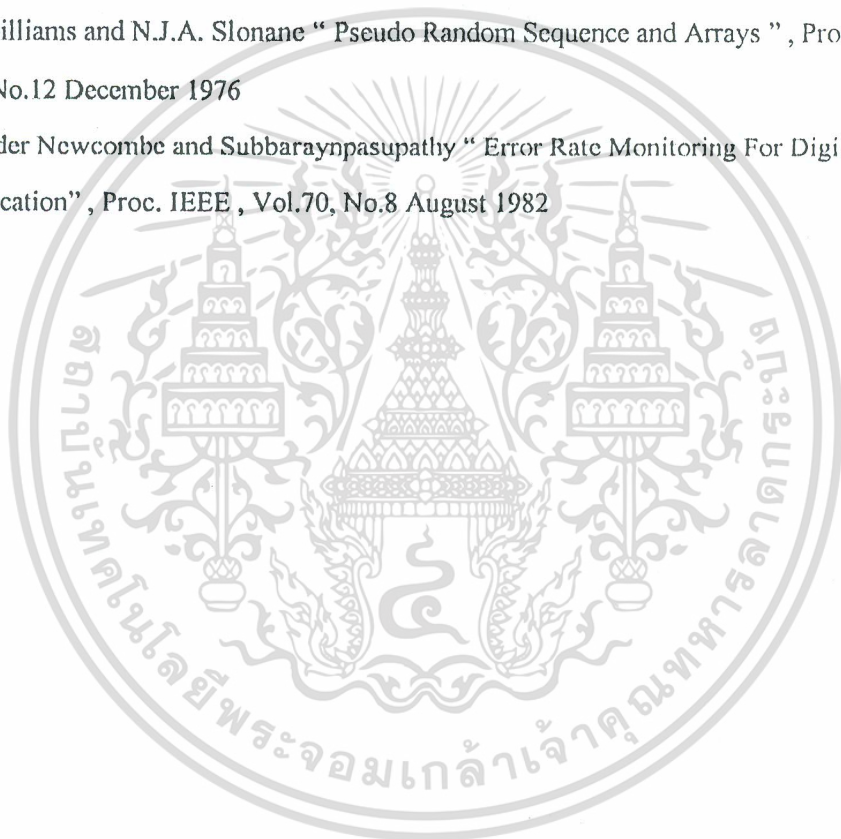 illiams and N.J.A. Slonane “ Pseudo Random Sequence and Arrays ” , Pro
No.12 December 1976
der Newcombe and Subbaraynpasupathy “ Error Rate Monitoring For Digi
cation” , Proc. IEEE , Vol.70, No.8 August 1982
สถาบันเทคโนโลยีพระจอมเกล้าเจ้าคุณทหารลาดกระบัง